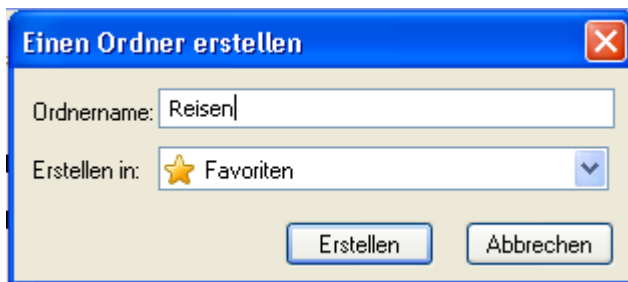 Einen Ordner erstellen
Ordnername: Reisen
Erstellen in: Favoriten
Erstellen Abbrechen